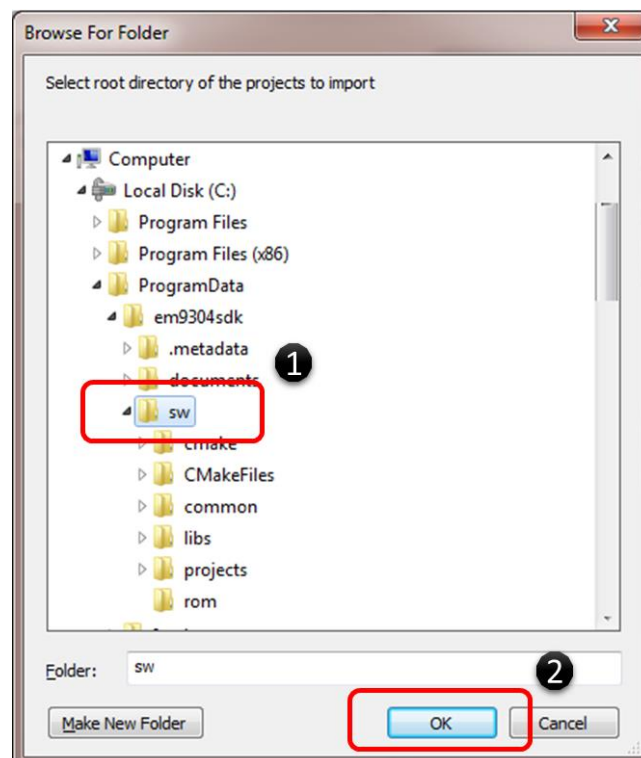 Browse For Folder
Select root directory of the projects to import
Computer
Local Disk (C:)
Program Files
Program Files (x86)
ProgramData
em9304sdk
.metadata
1
documents
sw
cmake
CMakeFiles
common
libs
projects
rom
Folder: sw
2
Make New Folder OK Cancel